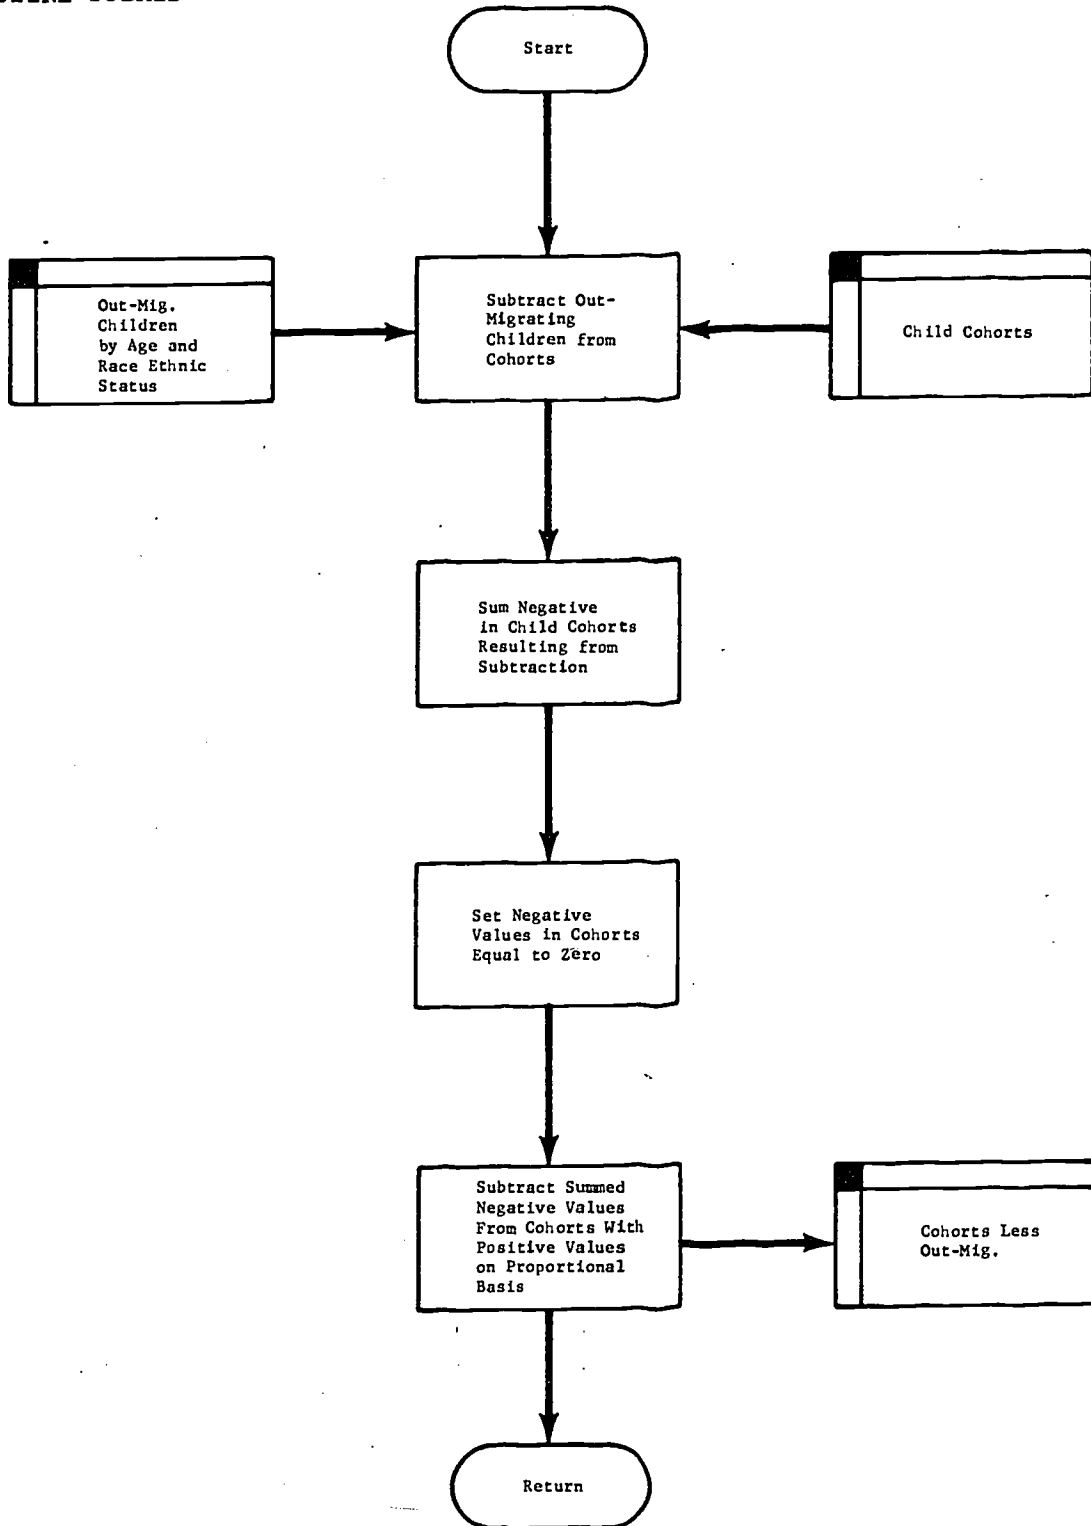 Start
Out-Mig.
Children
by Age and
Race Ethnic
Status
Subtract Out-
Migrating
Children from
Cohorts
Child Cohorts
Sum Negative
in Child Cohorts
Resulting from
Subtraction
Set Negative
Values in Cohorts
Equal to Zero
Subtract Summed
Negative Values
From Cohorts With
Positive Values
on Proportional
Basis
Cohorts Less
Out-Mig.
Return